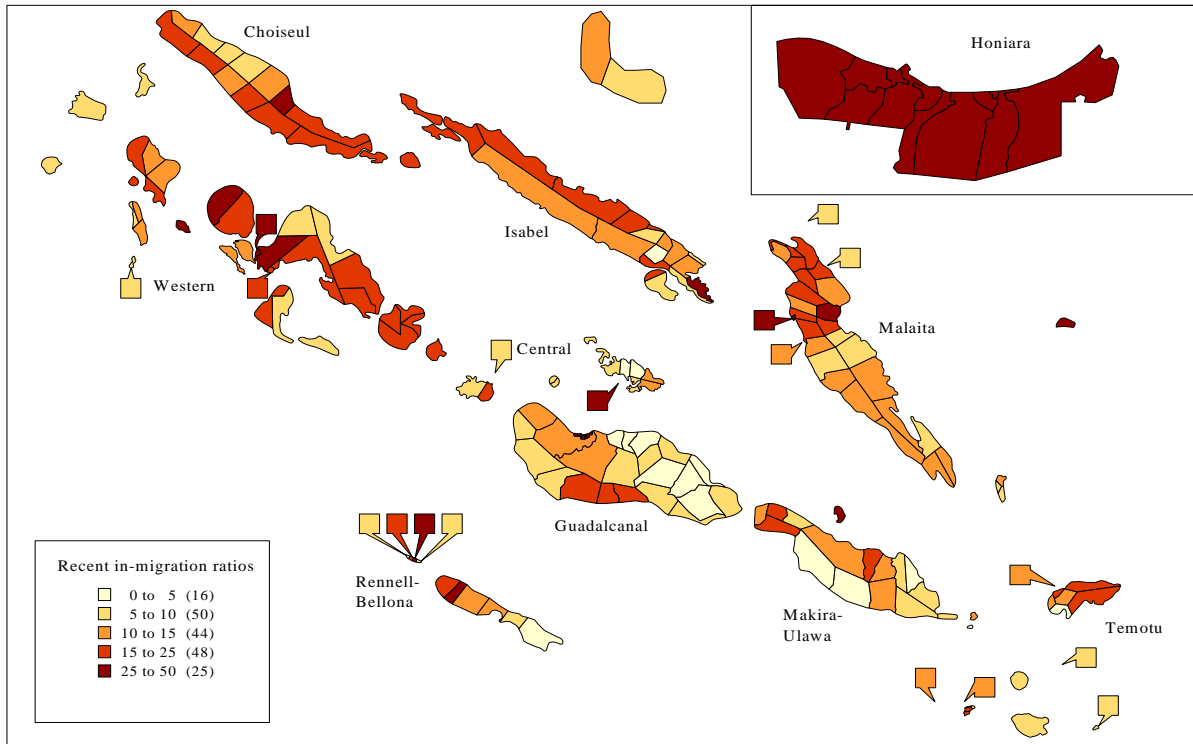 Choiseul
Honiara
Isabel
Western
Malaita
Central
Guadalcanal
Rennell-
Bellona
Makira-
Ulawa
Temotu
Recent in-migration ratios
0 to 5 (16)
5 to 10 (50)
10 to 15 (44)
15 to 25 (48)
25 to 50 (25)